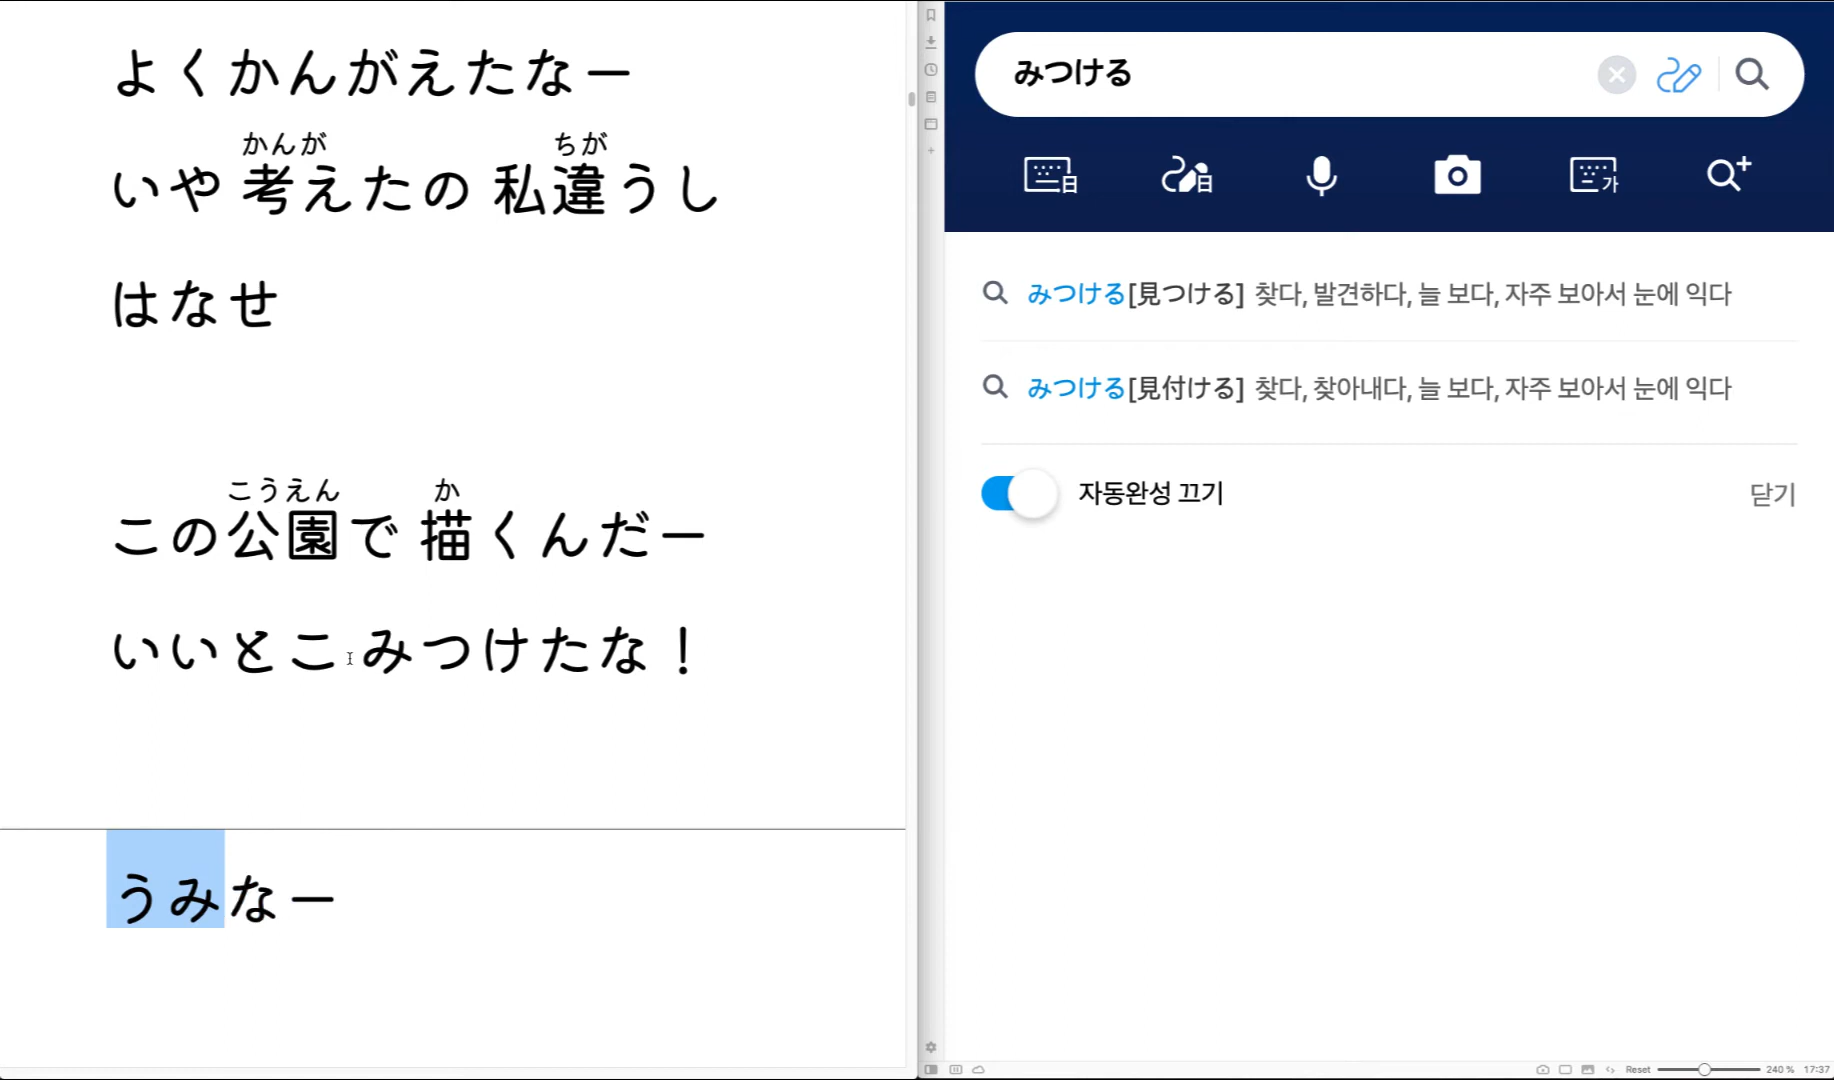 よくかんがえたなー
かんが ちが
いや 考えたの 私違うし
はなせ
こうえん か
この公園で 描くんだー
いいとこみつけたな！
うみなー
みつける
みつける[見つける] 찾다, 발견하다, 늘 보다, 자주 보아서 눈에 익다
みつける[見付ける] 찾다, 찾아내다, 늘 보다, 자주 보아서 눈에 익다
자동완성 끄기
닫기
Reset 240 % 17:37